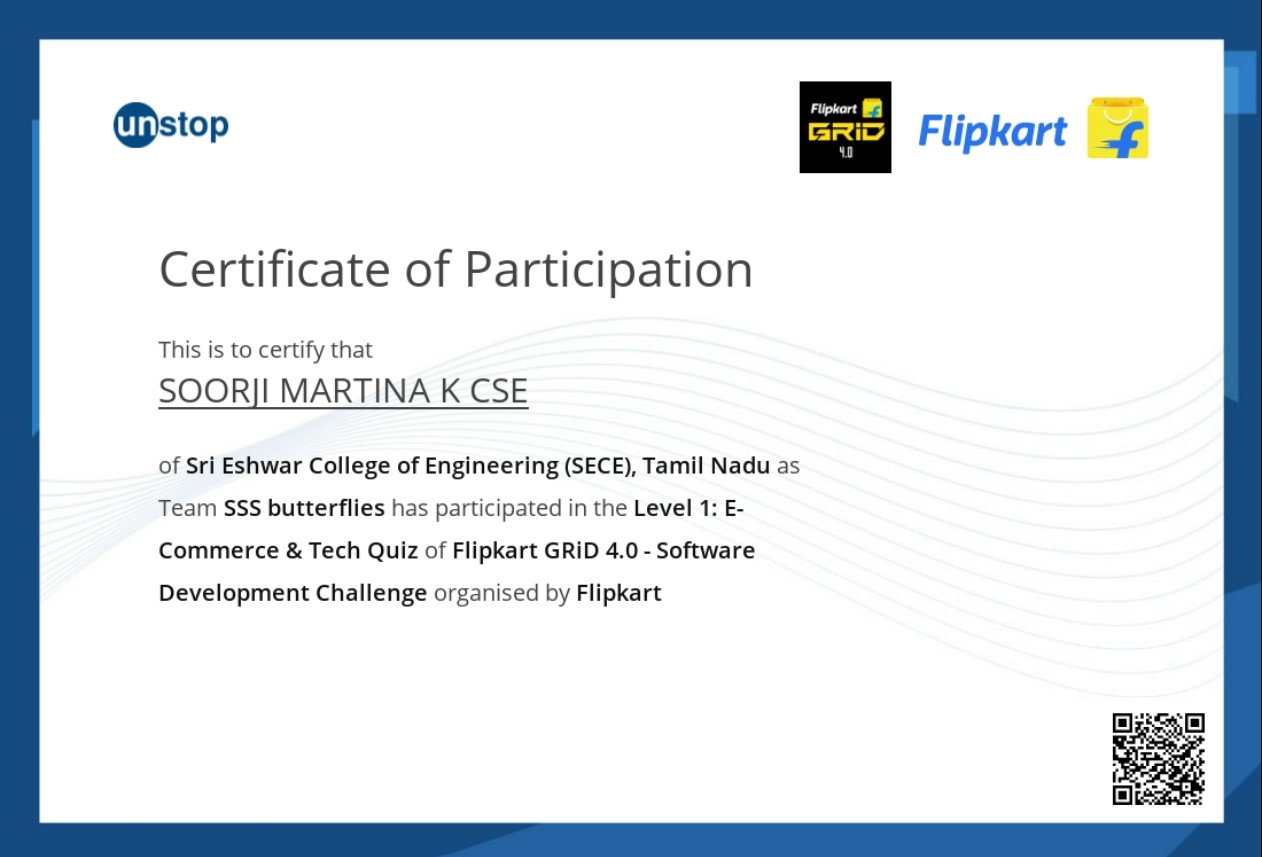 unstop
Flipkart
GRiD
4.0
Flipkart
Certificate of Participation
This is to certify that
SOORJI MARTINA K CSE
of Sri Eshwar College of Engineering (SECE), Tamil Nadu as
Team SSS butterflies has participated in the Level 1: E-
Commerce & Tech Quiz of Flipkart GRiD 4.0 - Software
Development Challenge organised by Flipkart